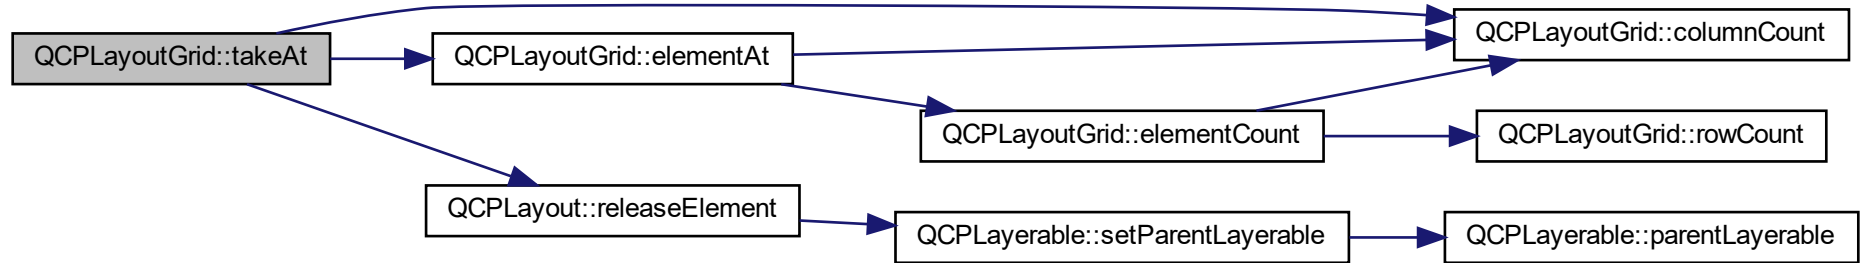 QCPLayoutGrid::takeAt
QCPLayoutGrid::elementAt
QCPLayoutGrid::columnCount
QCPLayoutGrid::elementCount
QCPLayoutGrid::rowCount
QCPLayout::releaseElement
QCPLayerable::setParentLayerable
QCPLayerable::parentLayerable